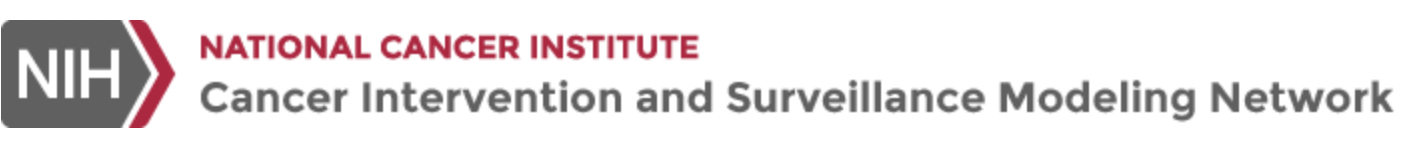 NIH
NATIONAL CANCER INSTITUTE
Cancer Intervention and Surveillance Modeling Network